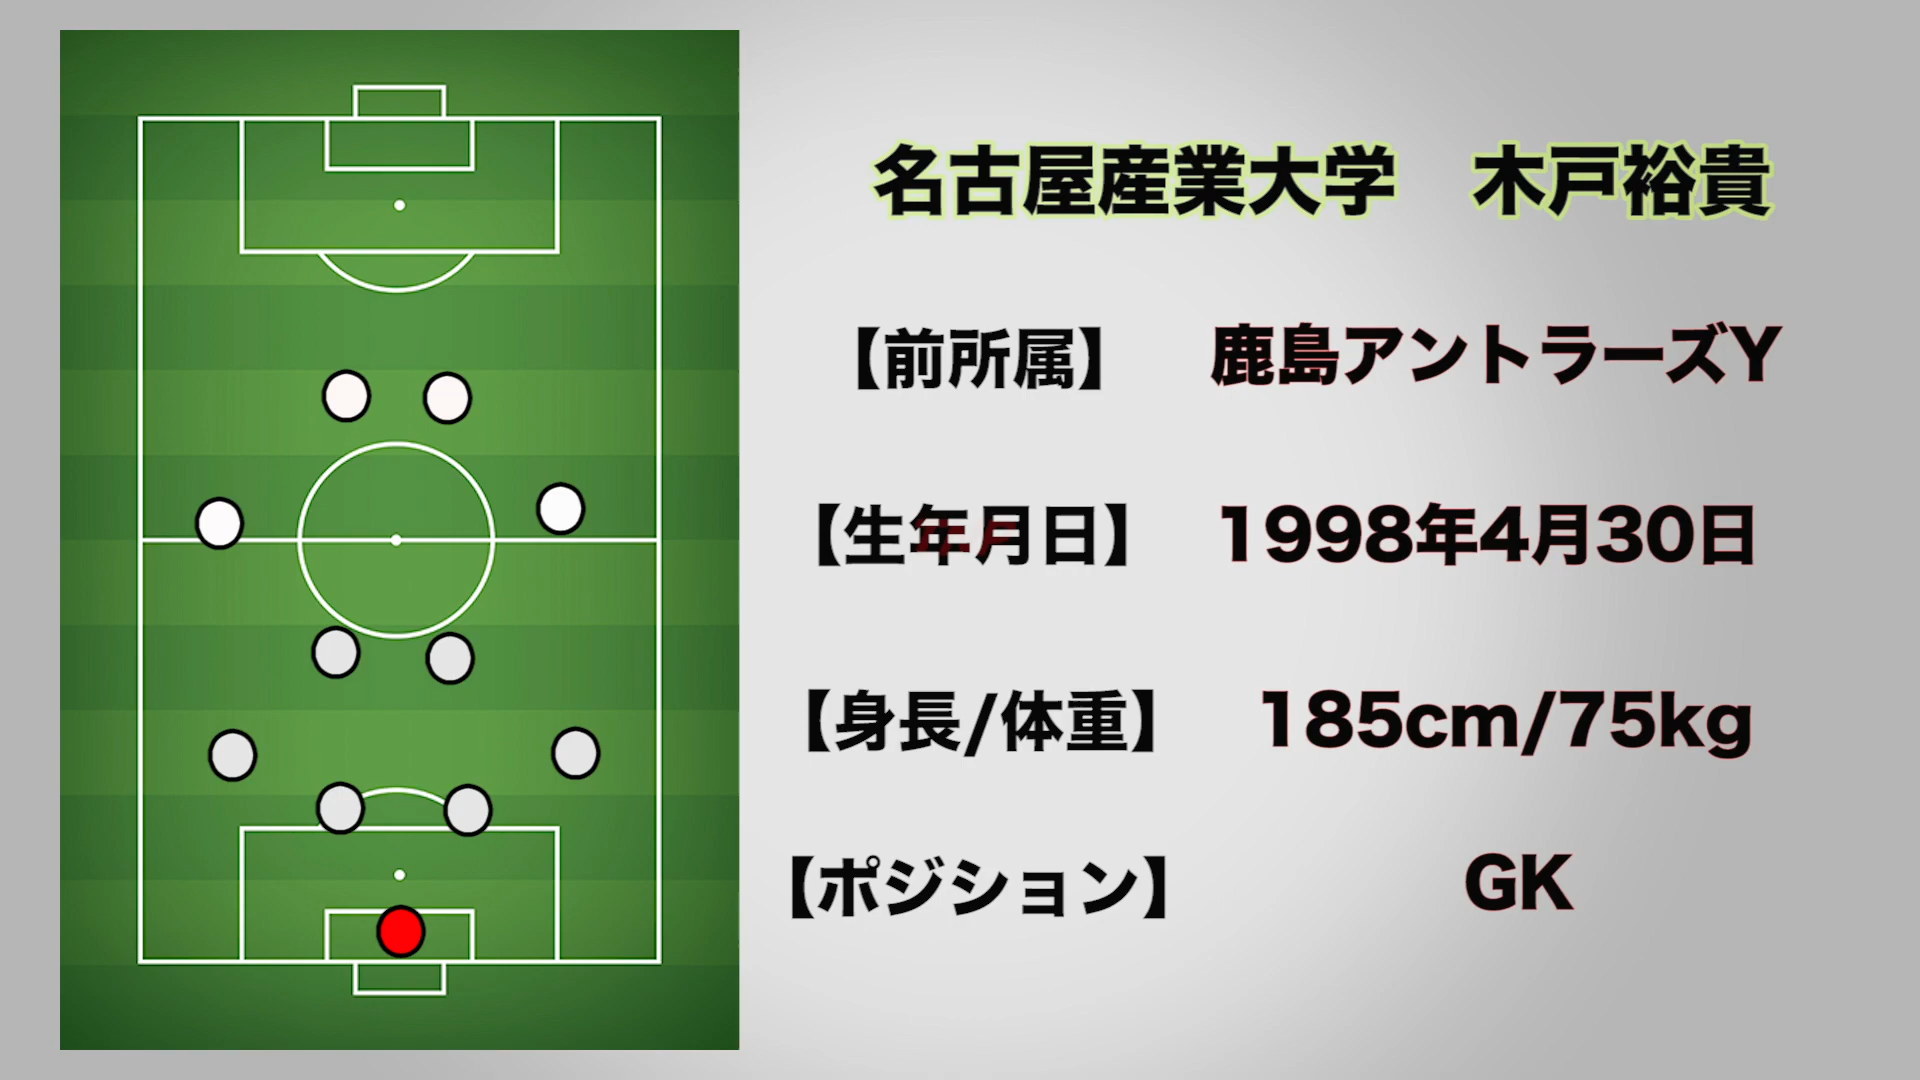 名古屋産業大学　木戸裕貴
【前所属】　鹿島アントラーズY
【生年月日】　1998年4月30日
【身長/体重】　185cm/75kg
【ポジション】　GK